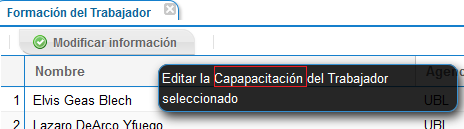 Formación del Trabajador
Modificar información
Nombre
Editar la Capapacitación del Trabajador
seleccionado
1 Elvis Geas Blech UBL
2 Lazaro DeArco Yfuego UBL